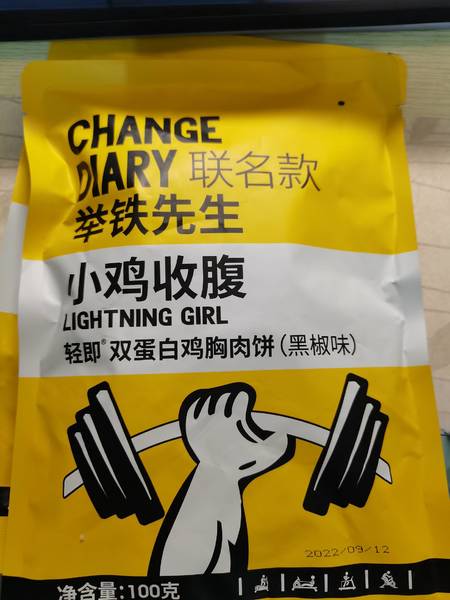 CHANGE
DIARY 联名款
举铁先生
小鸡收腹
LIGHTNING GIRL
轻即® 双蛋白鸡胸肉饼(黑椒味)
2022/09/12
净含量:100克